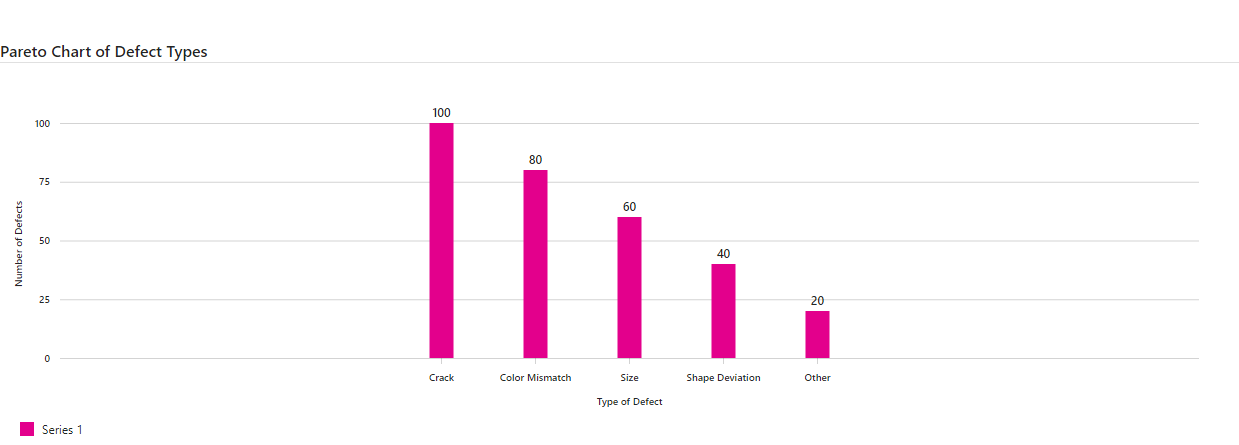 Pareto Chart of Defect Types
100
80
60
40
20
100
75
50
25
0
Number of Defects
Crack Color Mismatch Size Shape Deviation Other
Type of Defect
Series 1